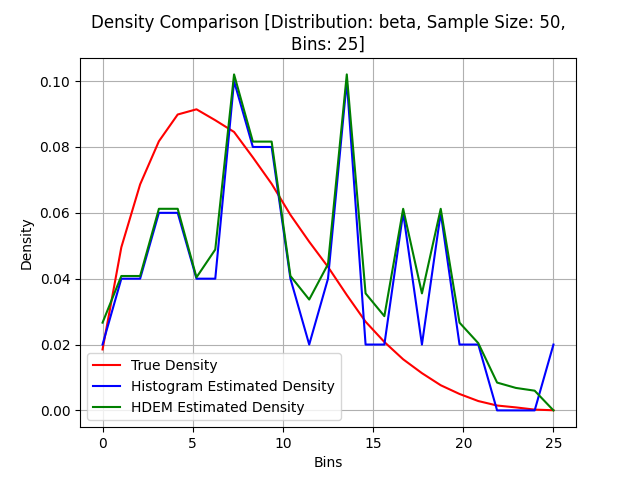 Density Comparison [Distribution: beta, Sample Size: 50,
Bins: 25]
0.10
0.08
0.06
0.04
0.02
0.00
Density
True Density
Histogram Estimated Density
HDEM Estimated Density
0 5 10 15 20 25
Bins